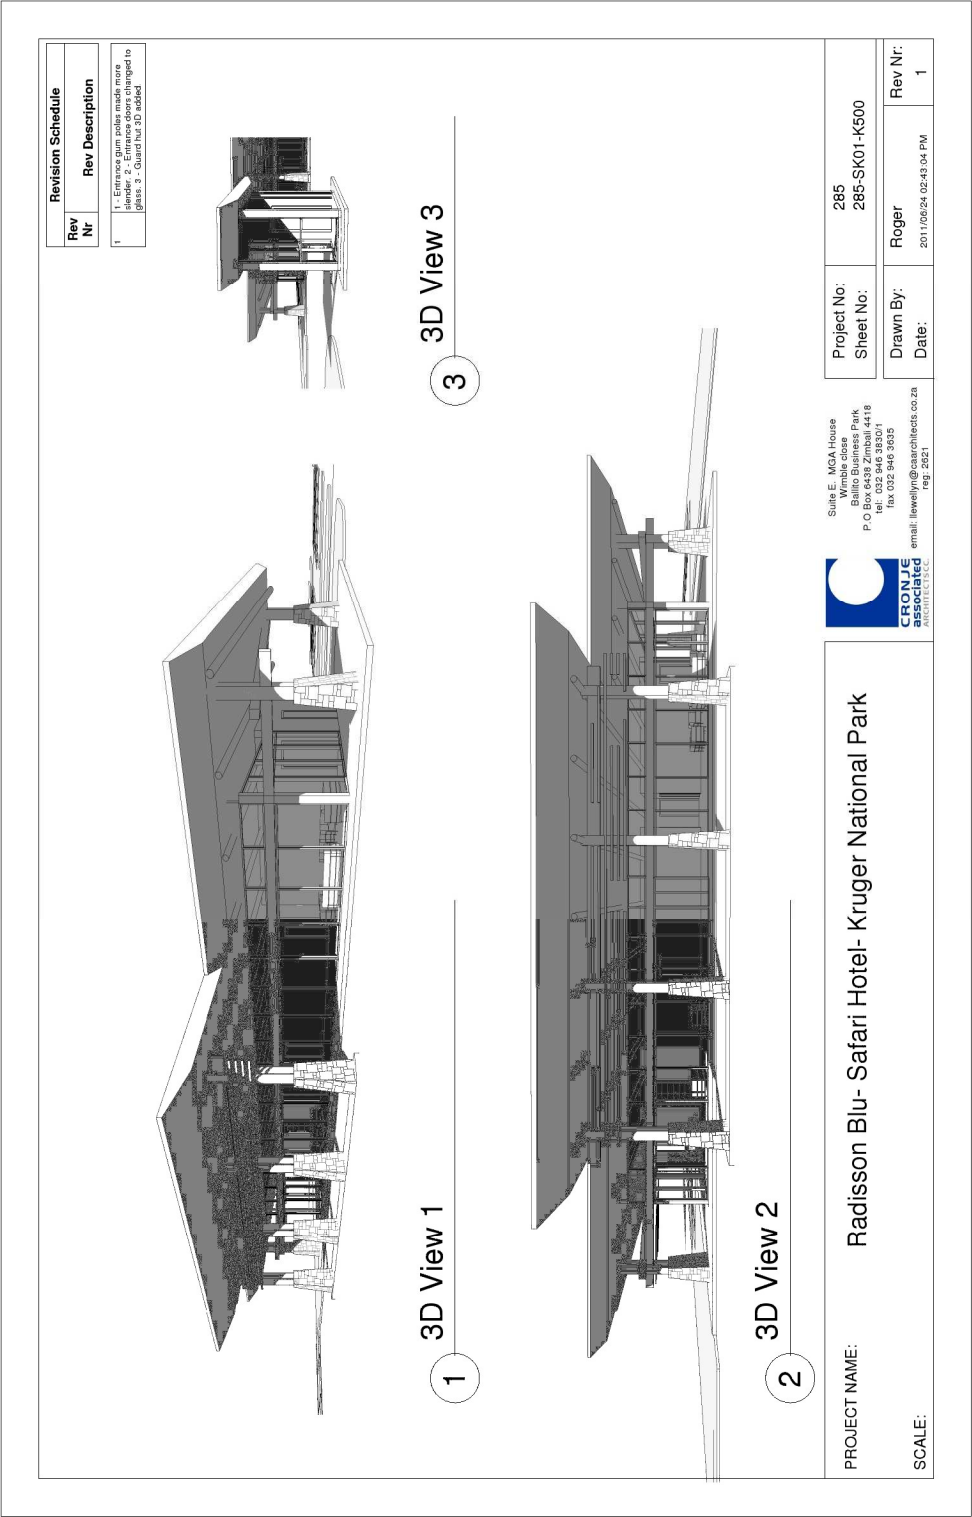 Revision Schedule
Rev
Nr
Rev Description
1
1 - Entrance gum poles made more
slender. 2 - Entrance doors changed to
glass. 3 - Guard hut 3D added.
1
3D View 1
3
3D View 3
2
3D View 2
PROJECT NAME:
Radisson Blu- Safari Hotel- Kruger National Park
SCALE:
CRONJE
associated
ARCHITECTSCC.
Suite E. MGA House
Wimble close
Ballito Business Park
P.O Box 6438 Zimbali 4418
tel: 032 946 3830/1
fax 032 946 3635
email: llewellyn@caarchitects.co.za
reg: 2621
Project No:
285
Sheet No:
285-SK01-K500
Drawn By:
Roger
Rev Nr:
Date:
2011/06/24 02:43:04 PM
1